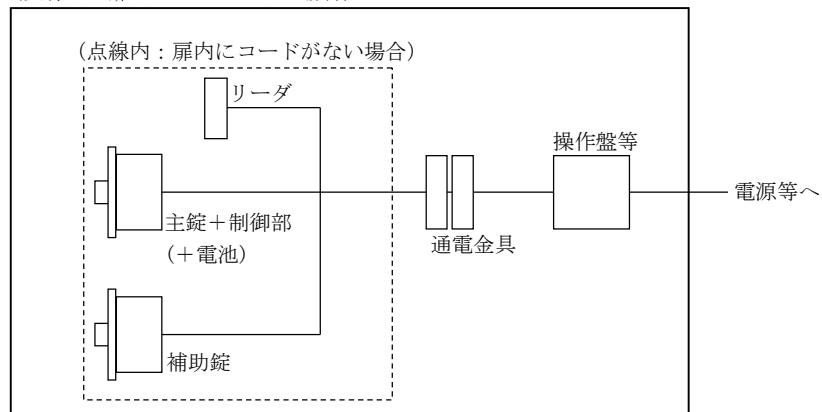 (点線内：扉内にコードがない場合)
リーダ
操作盤等
電源等へ
主錠＋制御部
(＋電池)
通電金具
補助錠